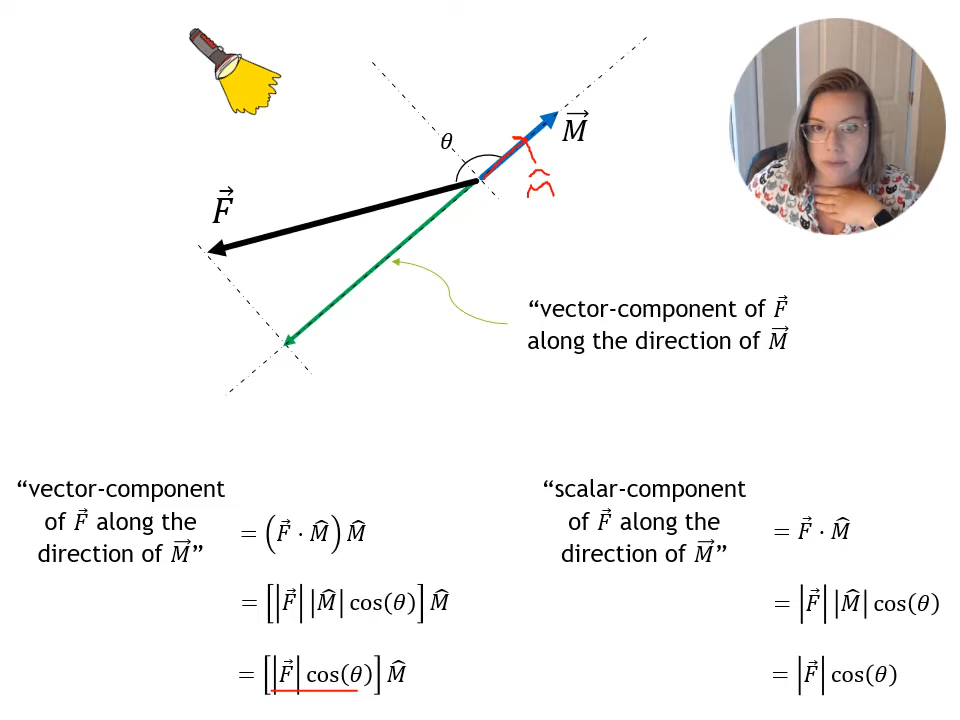 θ
M⃗
M̂
F⃗
“vector-component of F⃗
along the direction of M⃗
“vector-component
of F⃗ along the
direction of M⃗”
= (F⃗ · M̂) M̂
= [|F⃗| |M̂| cos(θ)] M̂
= [|F⃗| cos(θ)] M̂
“scalar-component
of F⃗ along the
direction of M⃗”
= F⃗ · M̂
= |F⃗| |M̂| cos(θ)
= |F⃗| cos(θ)